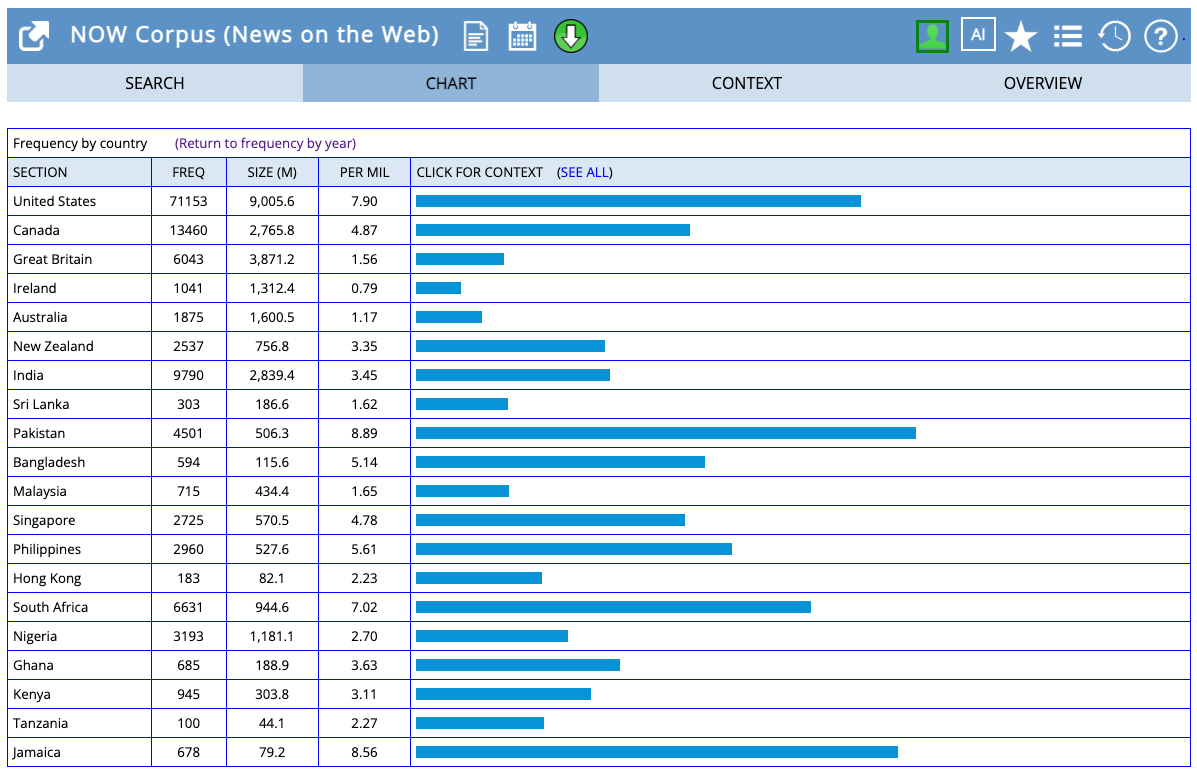 NOW Corpus (News on the Web) AI
SEARCH CHART CONTEXT OVERVIEW
Frequency by country (Return to frequency by year)
SECTION FREQ SIZE (M) PER MIL CLICK FOR CONTEXT (SEE ALL)
United States 71153 9,005.6 7.90
Canada 13460 2,765.8 4.87
Great Britain 6043 3,871.2 1.56
Ireland 1041 1,312.4 0.79
Australia 1875 1,600.5 1.17
New Zealand 2537 756.8 3.35
India 9790 2,839.4 3.45
Sri Lanka 303 186.6 1.62
Pakistan 4501 506.3 8.89
Bangladesh 594 115.6 5.14
Malaysia 715 434.4 1.65
Singapore 2725 570.5 4.78
Philippines 2960 527.6 5.61
Hong Kong 183 82.1 2.23
South Africa 6631 944.6 7.02
Nigeria 3193 1,181.1 2.70
Ghana 685 188.9 3.63
Kenya 945 303.8 3.11
Tanzania 100 44.1 2.27
Jamaica 678 79.2 8.56